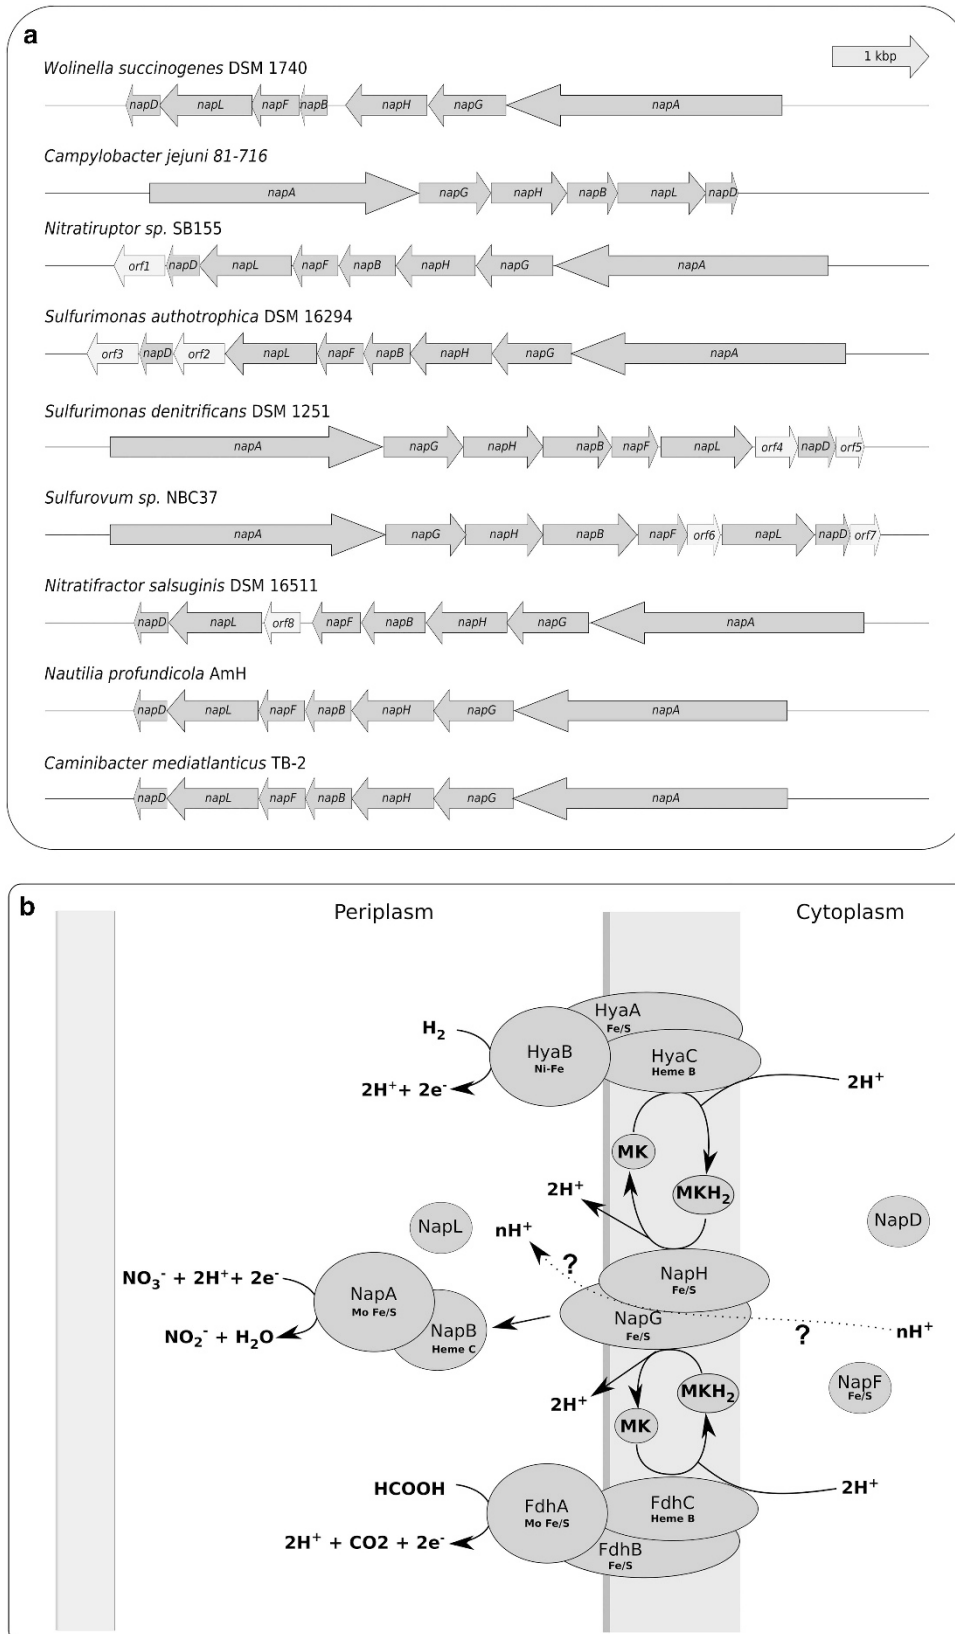 a
1 kbp
Wolinella succinogenes DSM 1740
napD napL napF napB napH napG napA
Campylobacter jejuni 81-716
napA napG napH napB napL napD
Nitratiruptor sp. SB155
orf1 napD napL napF napB napH napG napA
Sulfurimonas authotrophica DSM 16294
orf3 napD orf2 napL napF napB napH napG napA
Sulfurimonas denitrificans DSM 1251
napA napG napH napB napF napL orf4 napD orf5
Sulfurovum sp. NBC37
napA napG napH napB napF orf6 napL napD orf7
Nitratifractor salsuginis DSM 16511
napD napL orf8 napF napB napH napG napA
Nautilia profundicola AmH
napD napL napF napB napH napG napA
Caminibacter mediatlanticus TB-2
napD napL napF napB napH napG napA
b
Periplasm Cytoplasm
HyaA
Fe/S
H₂
HyaB
Ni-Fe
HyaC
Heme B
2H⁺+ 2e⁻
2H⁺
MK
MKH₂
2H⁺
NapL
nH⁺
NapD
?
NapH
Fe/S
NO₃⁻ + 2H⁺+ 2e⁻
NapA
Mo Fe/S
NapG
Fe/S
NapB
Heme C
NO₂⁻ + H₂O
?
nH⁺
NapF
Fe/S
MKH₂
2H⁺
MK
HCOOH
2H⁺
FdhA
Mo Fe/S
FdhC
Heme B
2H⁺ + CO2 + 2e⁻
FdhB
Fe/S